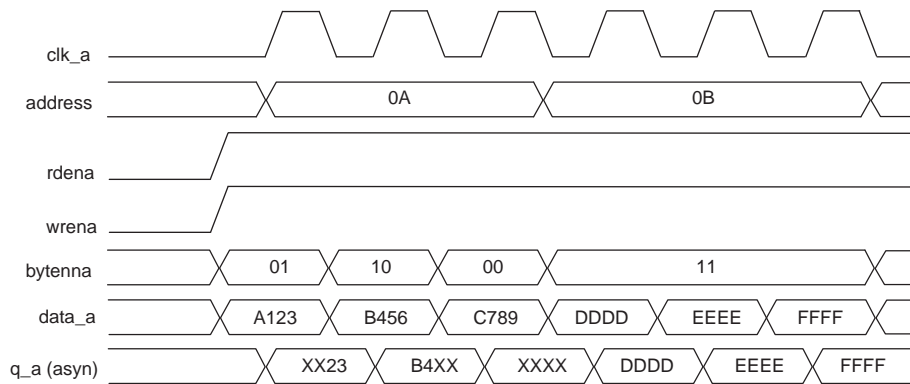 clk_a
address 0A 0B
rdena
wrena
bytenna 01 10 00 11
data_a A123 B456 C789 DDDD EEEE FFFF
q_a (asyn) XX23 B4XX XXXX DDDD EEEE FFFF